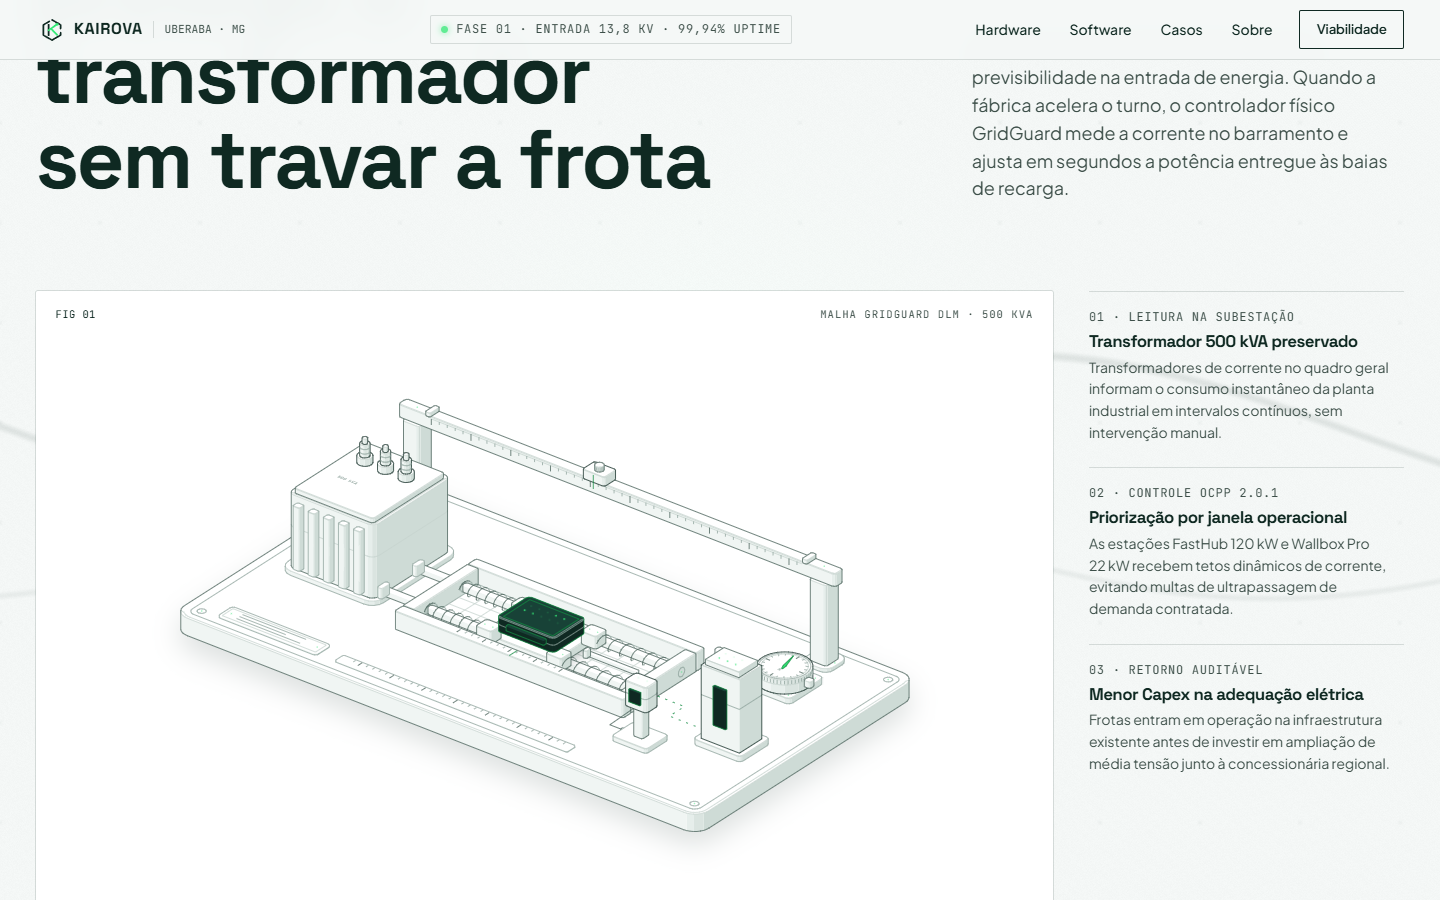 KAIROVA
UBERABA · MG
FASE 01 · ENTRADA 13,8 KV · 99,94% UPTIME
Hardware
Software
Casos
Sobre
Viabilidade
transformador
sem travar a frota
previsibilidade na entrada de energia. Quando a
fábrica acelera o turno, o controlador físico
GridGuard mede a corrente no barramento e
ajusta em segundos a potência entregue às baias
de recarga.
FIG 01
MALHA GRIDGUARD DLM · 500 KVA
01 · LEITURA NA SUBESTAÇÃO
Transformador 500 kVA preservado
Transformadores de corrente no quadro geral
informam o consumo instantâneo da planta
industrial em intervalos contínuos, sem
intervenção manual.
02 · CONTROLE OCPP 2.0.1
Priorização por janela operacional
As estações FastHub 120 kW e Wallbox Pro
22 kW recebem tetos dinâmicos de corrente,
evitando multas de ultrapassagem de
demanda contratada.
03 · RETORNO AUDITÁVEL
Menor Capex na adequação elétrica
Frotas entram em operação na infraestrutura
existente antes de investir em ampliação de
média tensão junto à concessionária regional.